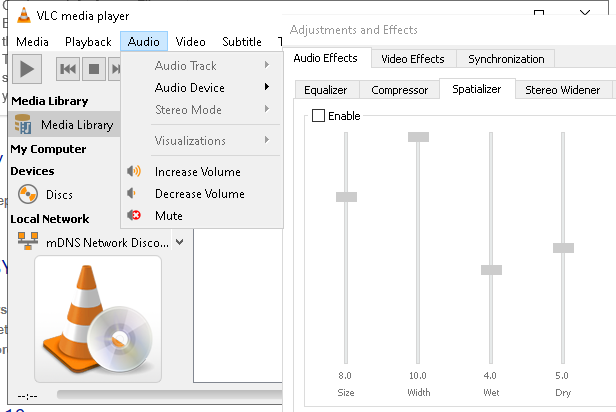 VLC media player
Media Playback Audio Video Subtitle
Audio Track
Audio Device
Stereo Mode
Visualizations
Increase Volume
Decrease Volume
Mute
Media Library
Media Library
My Computer
Devices
Discs
Local Network
mDNS Network Disco...
--:--
Adjustments and Effects
Audio Effects Video Effects Synchronization
Equalizer Compressor Spatializer Stereo Widener
Enable
8.0 10.0 4.0 5.0
Size Width Wet Dry